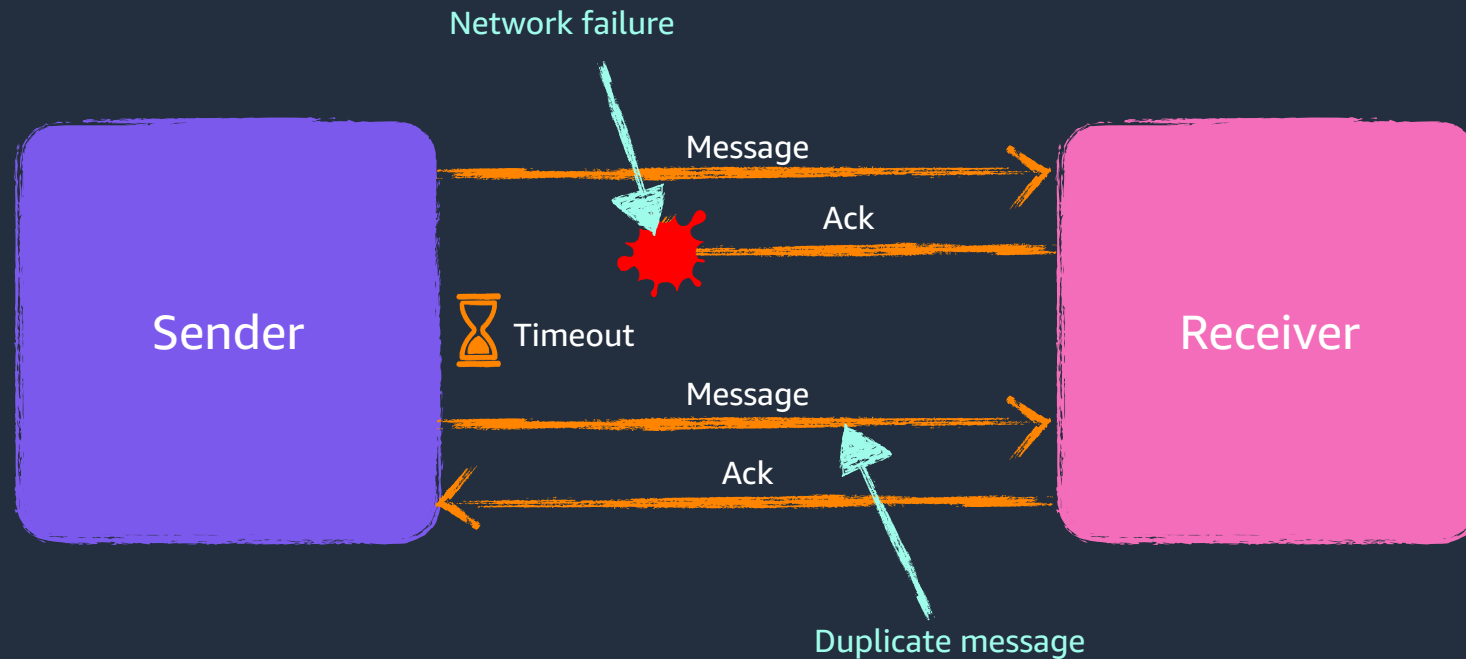 Network failure
Message
Ack
Sender
Timeout
Receiver
Message
Ack
Duplicate message